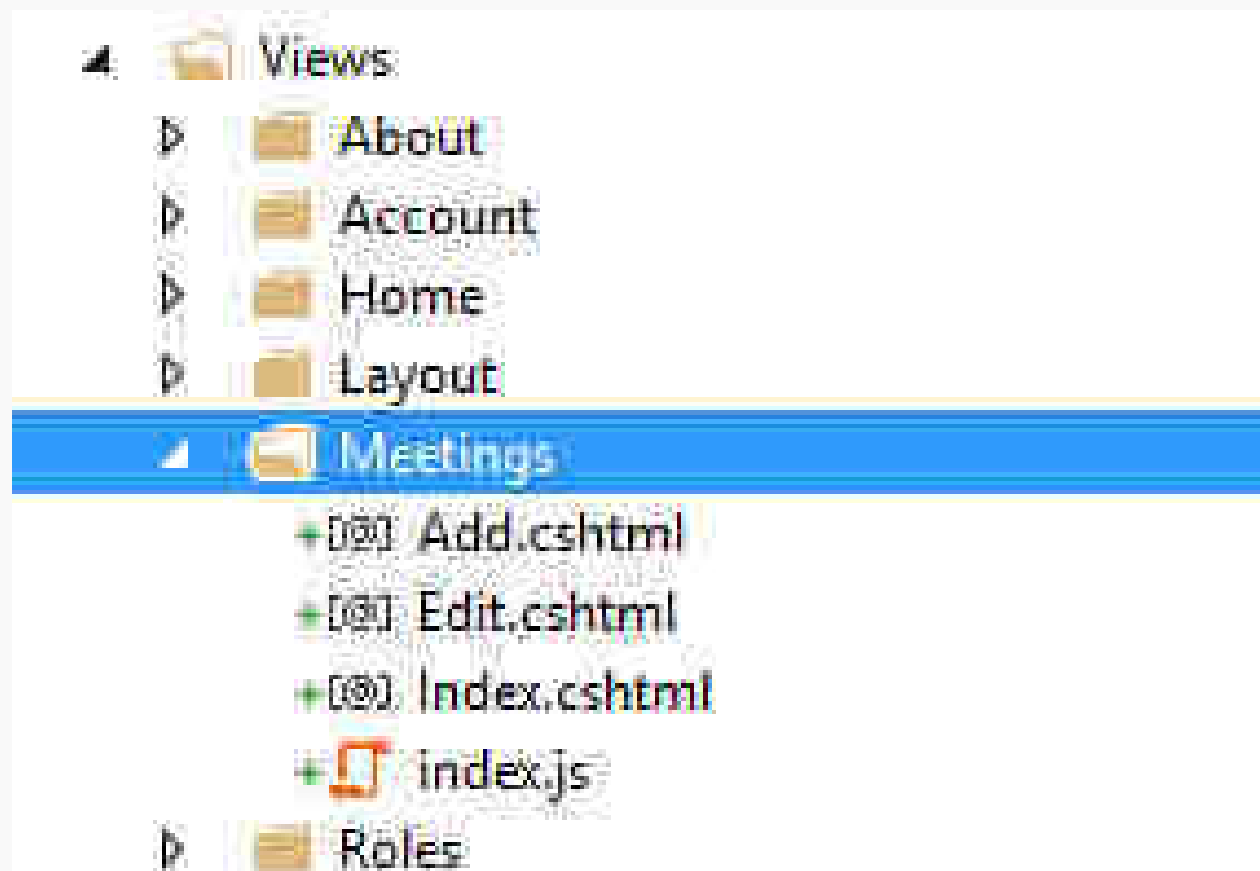 Views
About
Account
Home
Layout
Meetings
Add.cshtml
Edit.cshtml
Index.cshtml
index.js
Roles